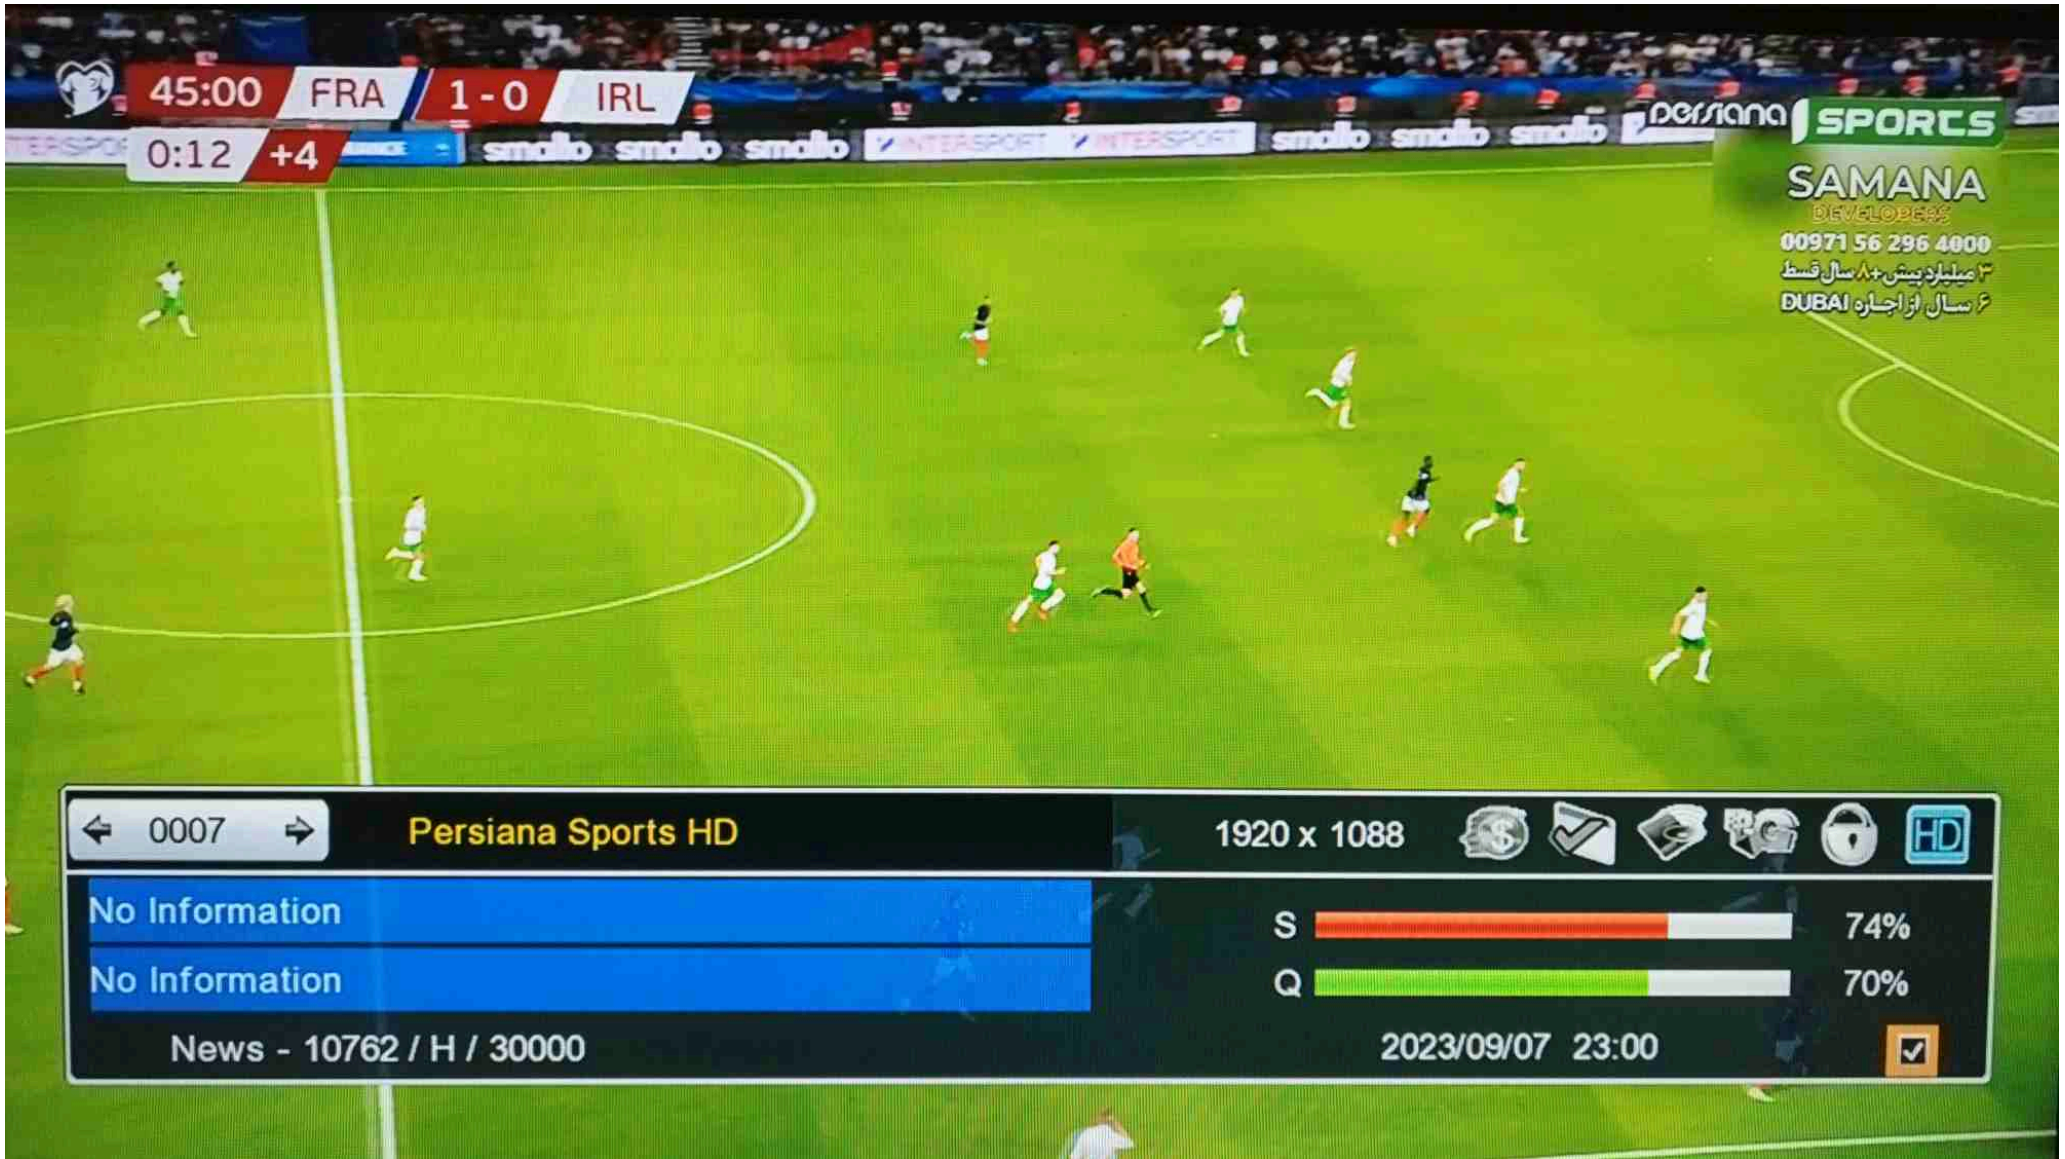 45:00 FRA 1-0 IRL
0:12 +4
INTERSPORT smallo smallo smallo INTERSPORT INTERSPORT smallo smallo smallo
persiana SPORTS
SAMANA
DEVELOPERS
00971 56 296 4000
۳ میلیارد پیش+۸ سال قسط
۶ سال از اجاره DUBAI
0007 Persiana Sports HD 1920 x 1088 HD
No Information
S 74%
No Information
Q 70%
News - 10762 / H / 30000 2023/09/07 23:00